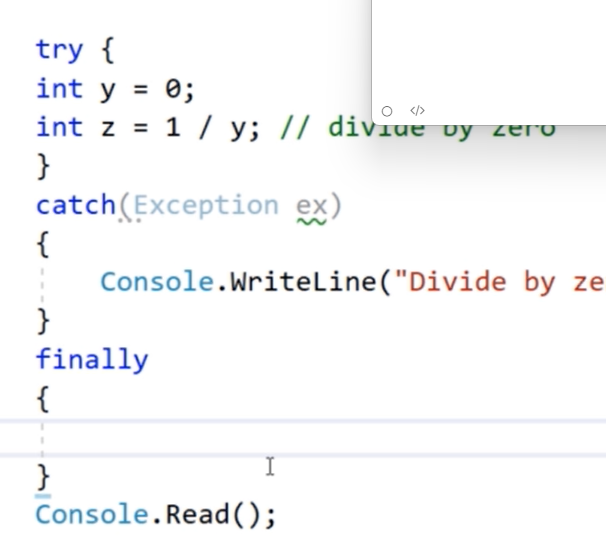 try {
int y = 0;
int z = 1 / y; // divide by zero
}
catch(Exception ex)
{
Console.WriteLine("Divide by ze
}
finally
{
}
Console.Read();